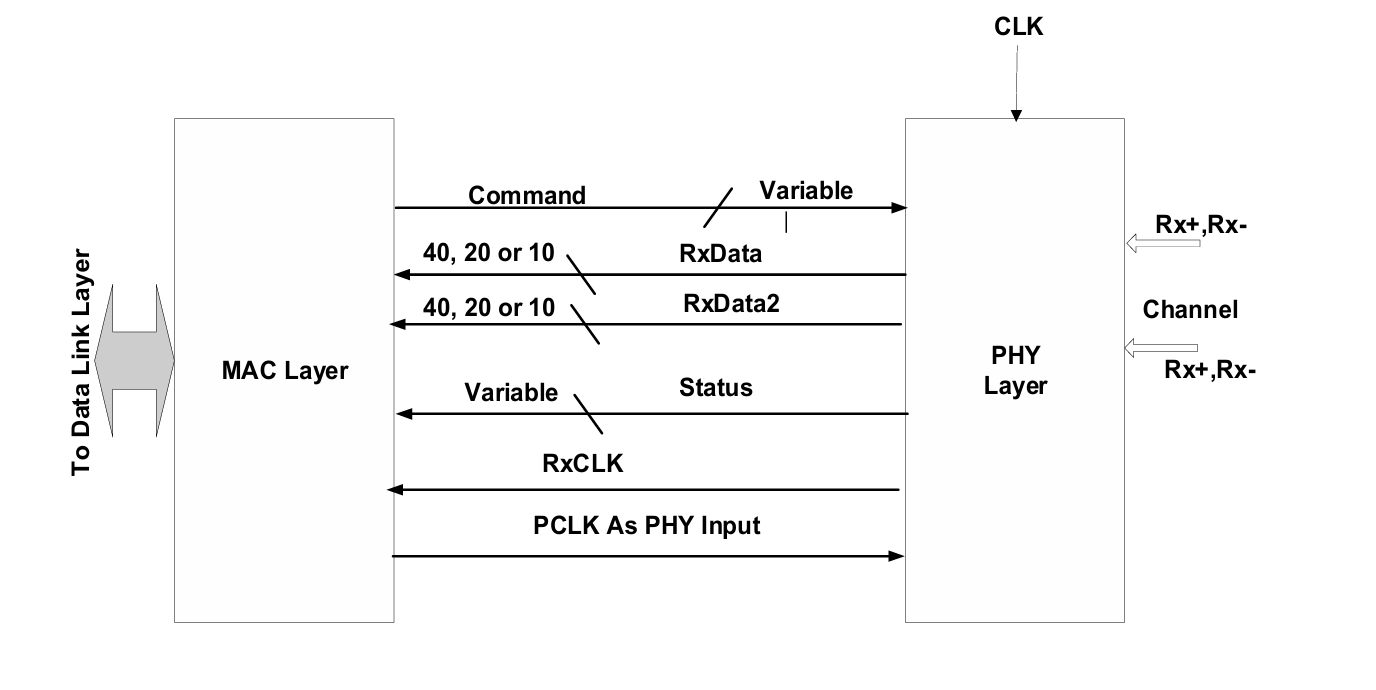 CLK
Command
Variable
Rx+,Rx-
40, 20 or 10
RxData
40, 20 or 10
RxData2
Channel
To Data Link Layer
MAC Layer
PHY
Layer
Rx+,Rx-
Variable
Status
RxCLK
PCLK As PHY Input